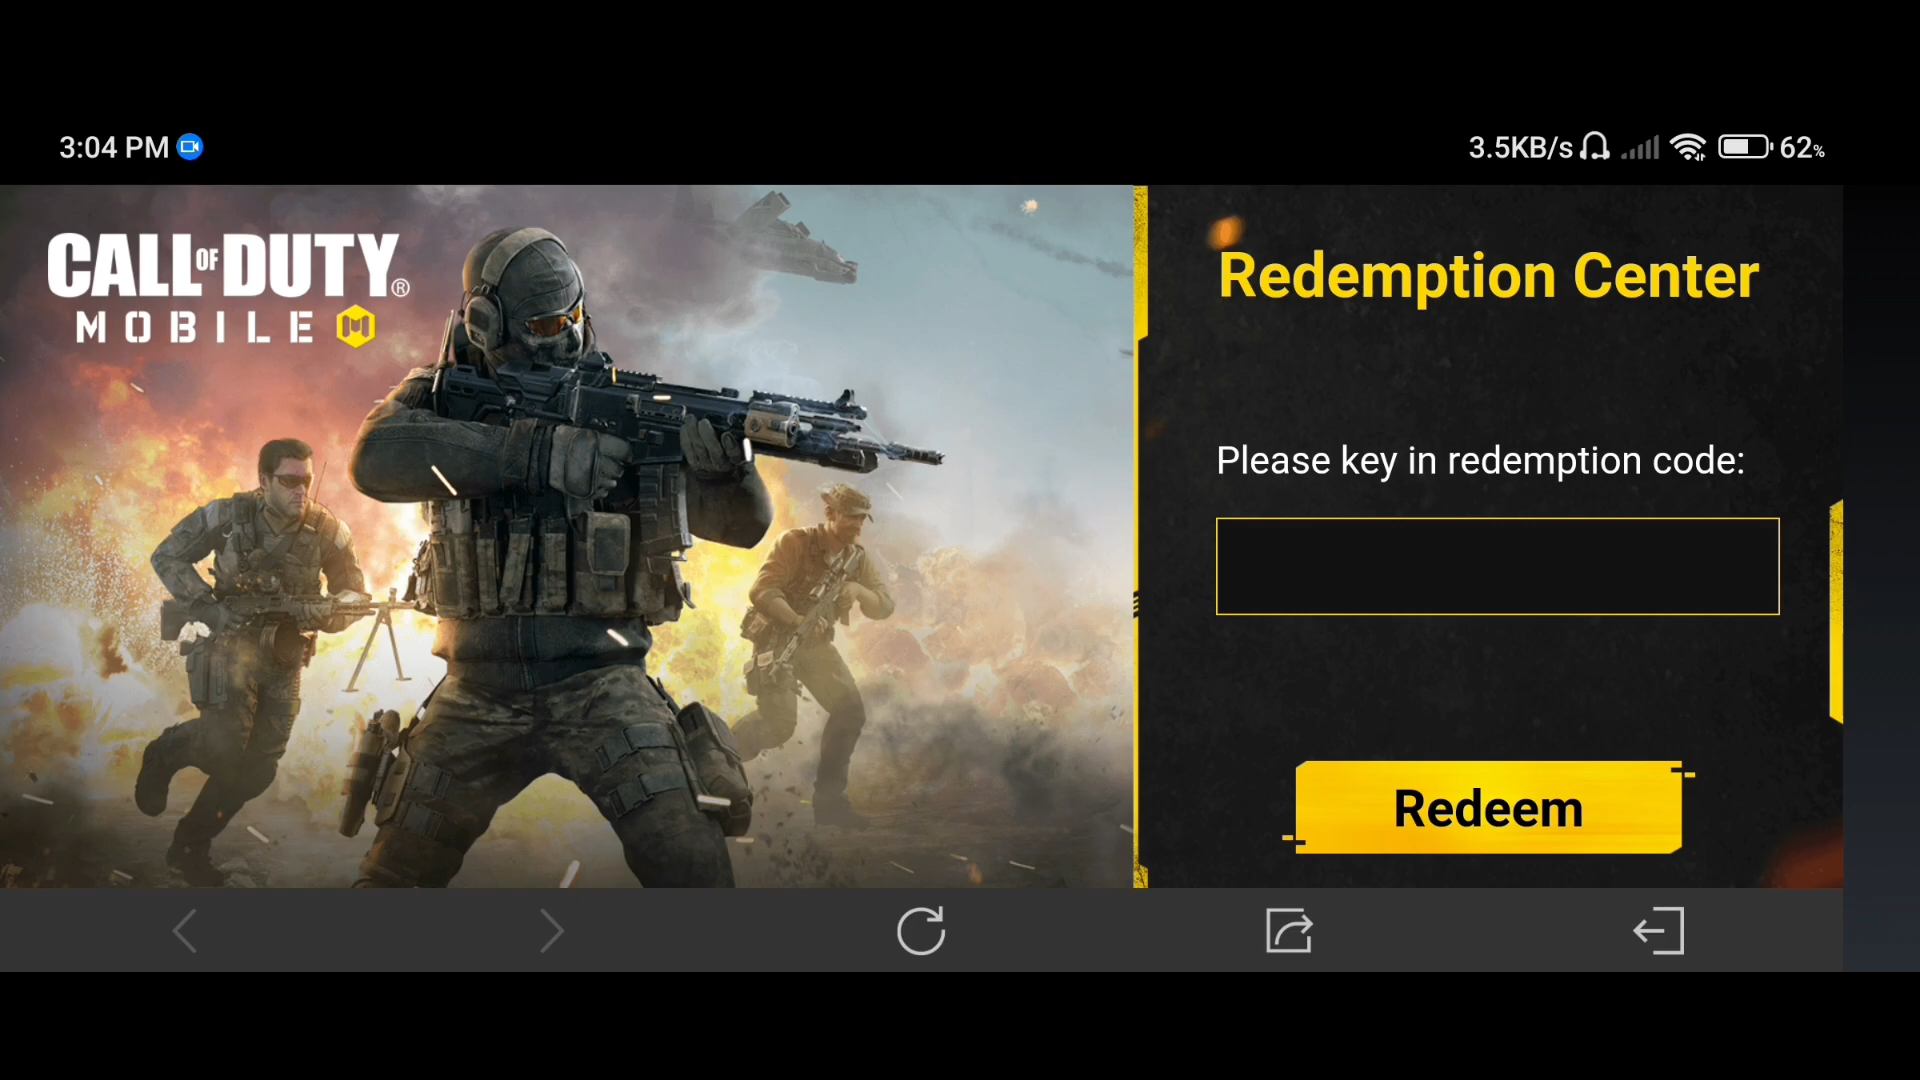 3:04 PM
3.5KB/s
62%
CALL OF DUTY®
MOBILE
Redemption Center
Please key in redemption code:
Redeem